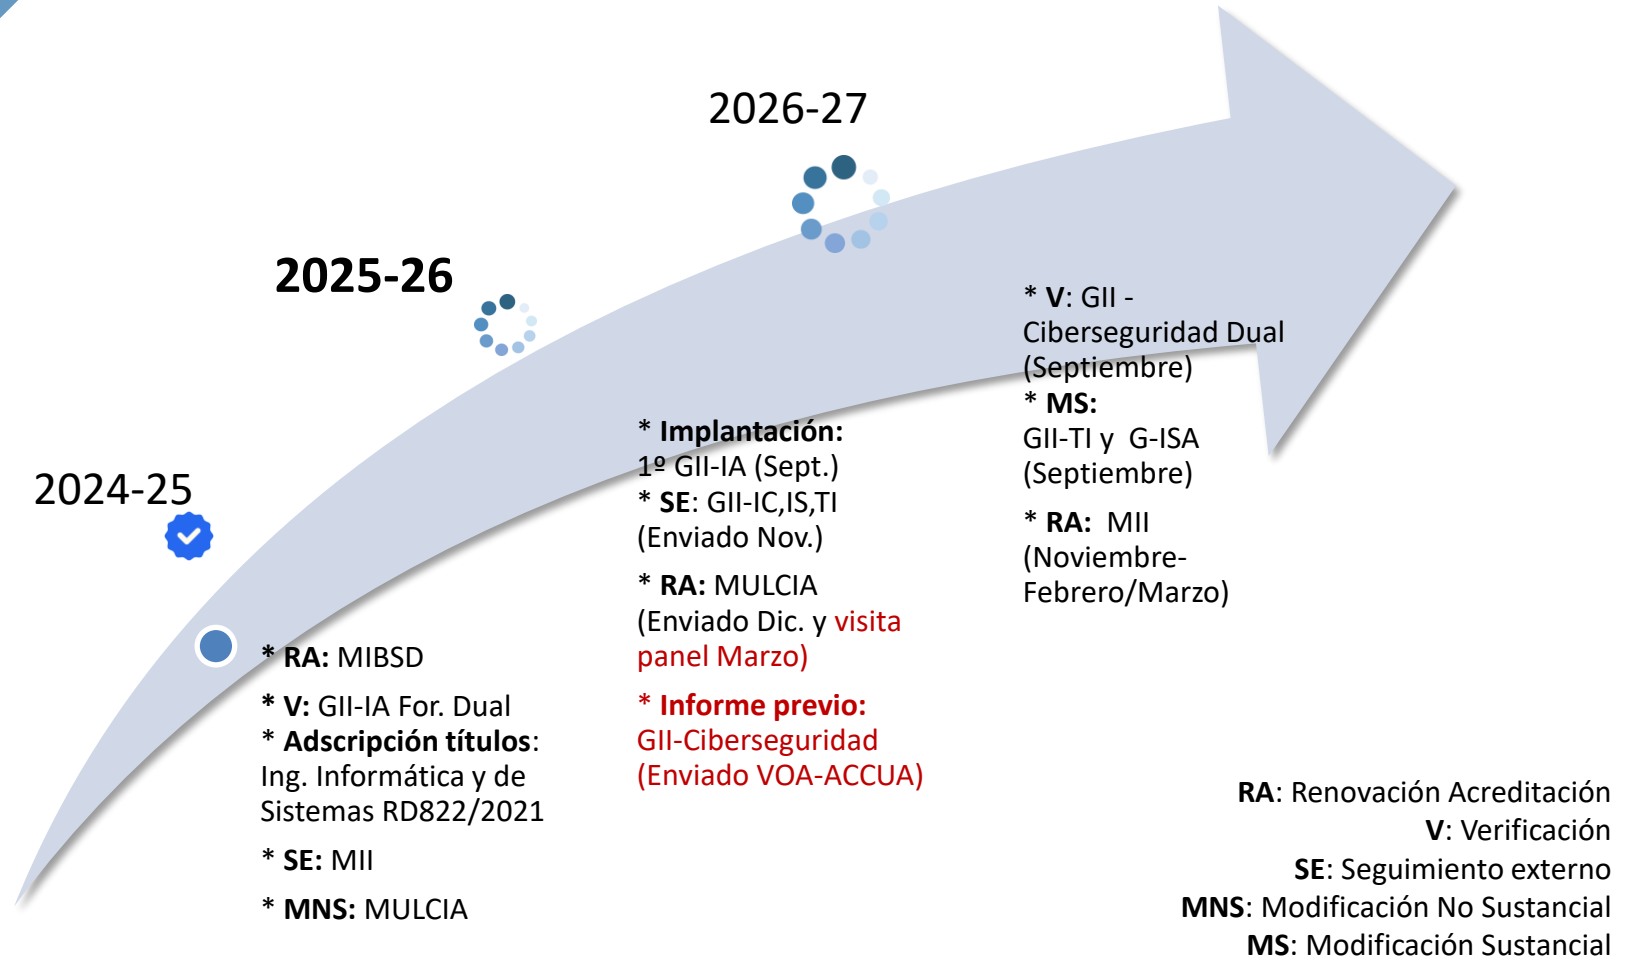 2024-25
* RA: MIBSD
* V: GII-IA For. Dual
* Adscripción títulos:
Ing. Informática y de
Sistemas RD822/2021
* SE: MII
* MNS: MULCIA
2025-26
* Implantación:
1º GII-IA (Sept.)
* SE: GII-IC,IS,TI
(Enviado Nov.)
* RA: MULCIA
(Enviado Dic. y visita
panel Marzo)
* Informe previo:
GII-Ciberseguridad
(Enviado VOA-ACCUA)
2026-27
* V: GII -
Ciberseguridad Dual
(Septiembre)
* MS:
GII-TI y G-ISA
(Septiembre)
* RA: MII
(Noviembre-
Febrero/Marzo)
RA: Renovación Acreditación
V: Verificación
SE: Seguimiento externo
MNS: Modificación No Sustancial
MS: Modificación Sustancial